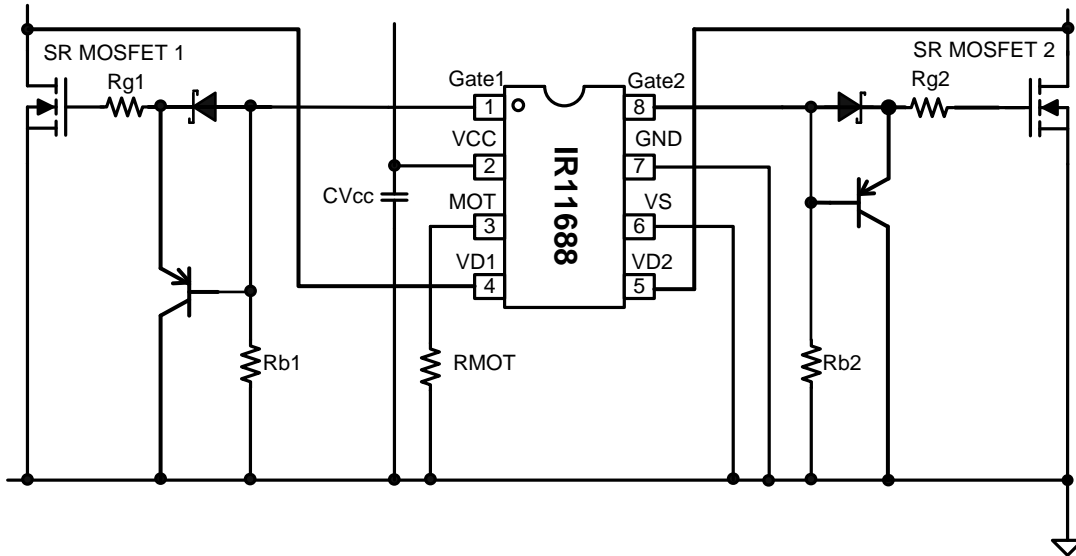 SR MOSFET 1
SR MOSFET 2
Rg1
Rg2
Gate1
Gate2
1
8
VCC
GND
2
7
CVcc
MOT
VS
3
6
VD1
VD2
4
5
IR11688
Rb1
RMOT
Rb2